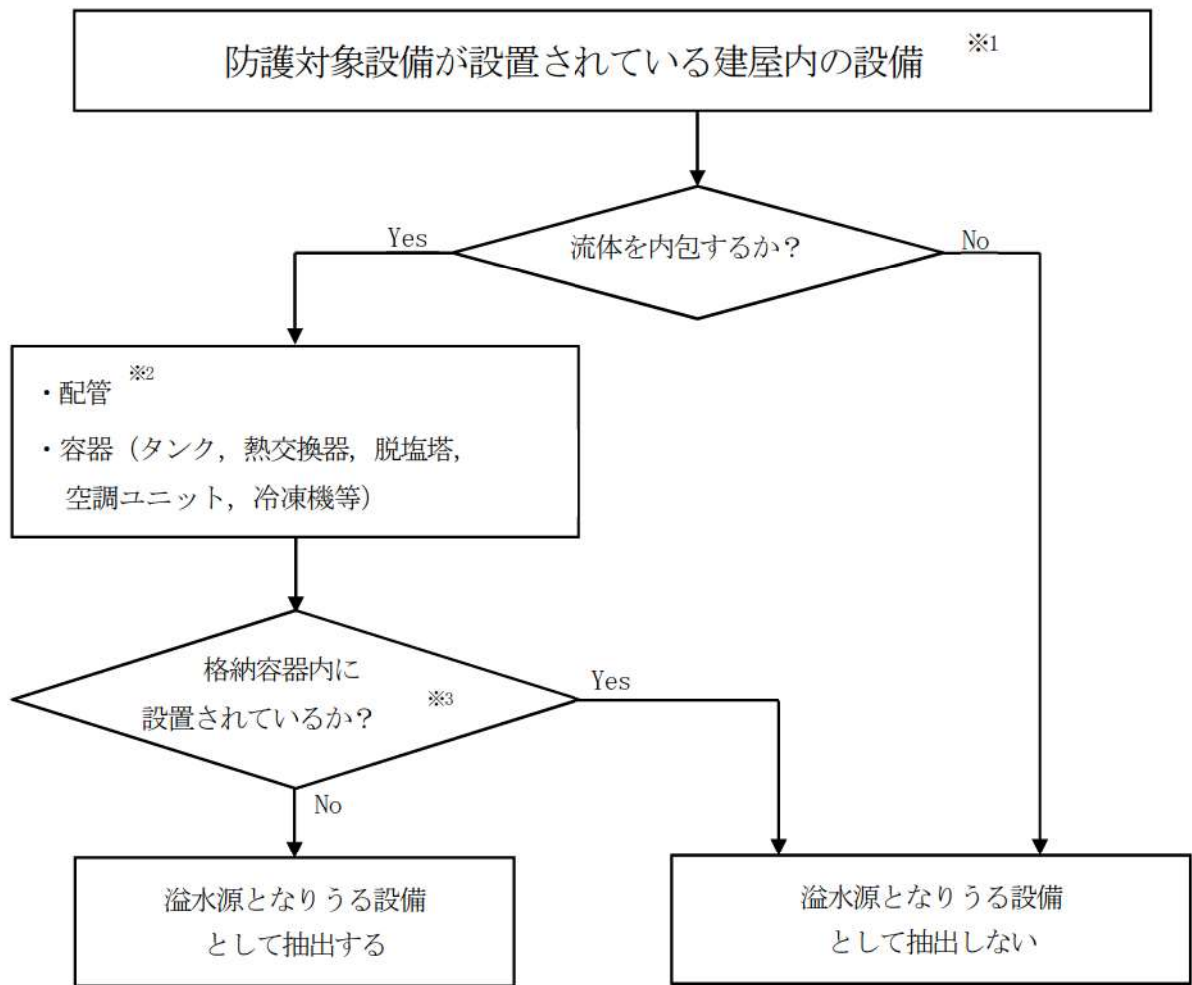 防護対象設備が設置されている建屋内の設備 ※1
流体を内包するか？
Yes
No
・配管 ※2
・容器（タンク，熱交換器，脱塩塔，
空調ユニット，冷凍機等）
格納容器内に
設置されているか？ ※3
Yes
No
溢水源となりうる設備
として抽出する
溢水源となりうる設備
として抽出しない